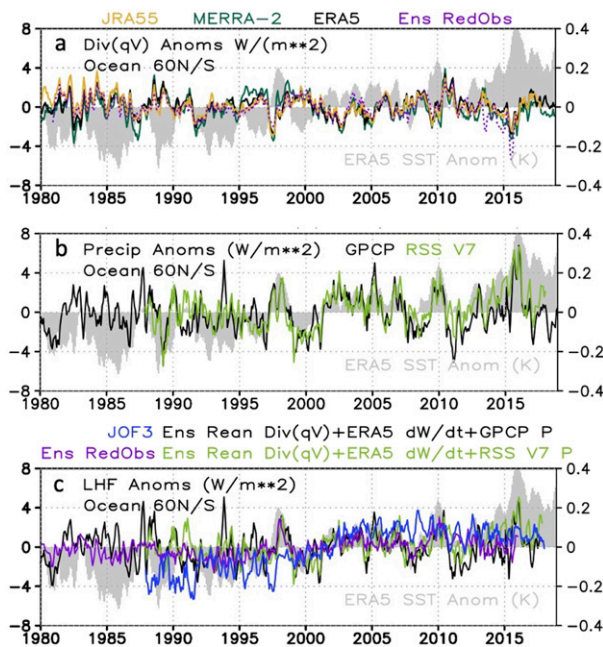 JRA55 MERRA-2 ERA5 Ens RedObs
a Div(qV) Anoms W/(m**2)
Ocean 60N/S
8
4
0
-4
-8
0.4
0.2
0
-0.2
-0.4
ERA5 SST Anom (K)
1980 1985 1990 1995 2000 2005 2010 2015
b Precip Anoms (W/m**2) GPCP RSS V7
Ocean 60N/S
8
4
0
-4
-8
0.4
0.2
0
-0.2
-0.4
ERA5 SST Anom (K)
1980 1985 1990 1995 2000 2005 2010 2015
JOF3 Ens Rean Div(qV)+ERA5 dW/dt+GPCP P
Ens RedObs Ens Rean Div(qV)+ERA5 dW/dt+RSS V7 P
c LHF Anoms (W/m**2)
Ocean 60N/S
8
4
0
-4
-8
0.4
0.2
0
-0.2
-0.4
ERA5 SST Anom (K)
1980 1985 1990 1995 2000 2005 2010 2015